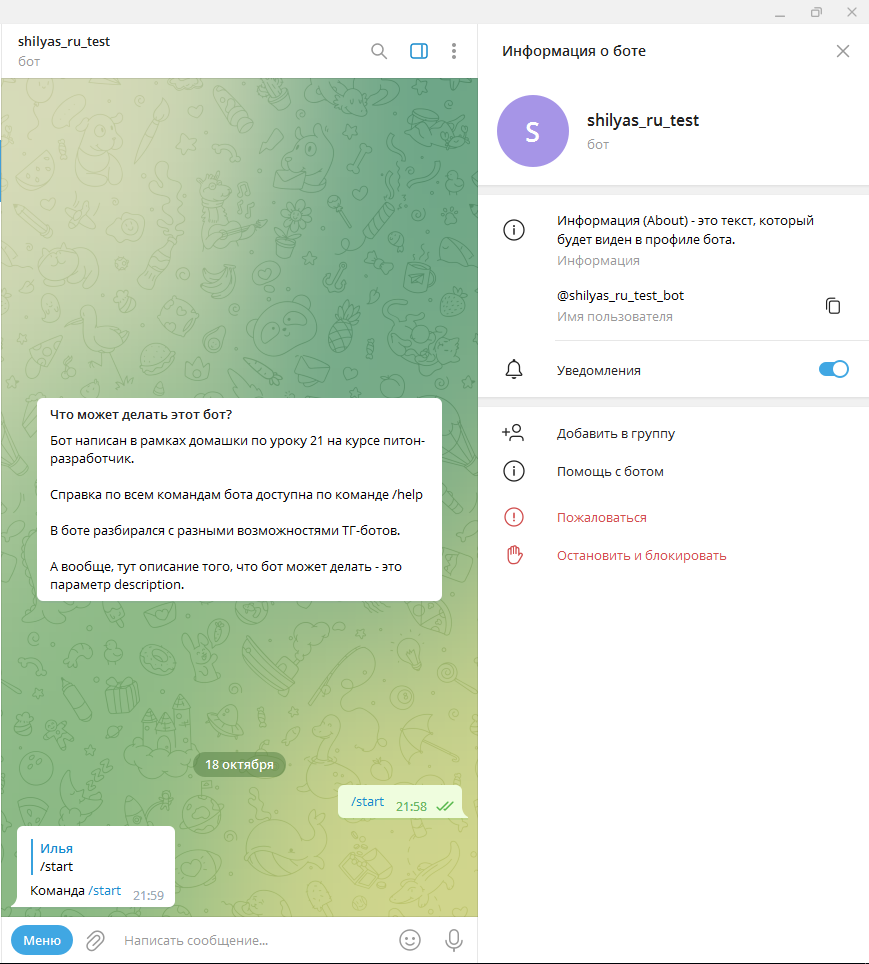 shilyas_ru_test
бот
Информация о боте
S
shilyas_ru_test
бот
Информация (About) - это текст, который
будет виден в профиле бота.
Информация
@shilyas_ru_test_bot
Имя пользователя
Уведомления
Добавить в группу
Помощь с ботом
Пожаловаться
Остановить и блокировать
Что может делать этот бот?
Бот написан в рамках домашки по уроку 21 на курсе питон-
разработчик.
Справка по всем командам бота доступна по команде /help
В боте разбирался с разными возможностями ТГ-ботов.
А вообще, тут описание того, что бот может делать - это
параметр description.
18 октября
/start 21:58
Илья
/start
Команда /start 21:59
Меню
Написать сообщение...